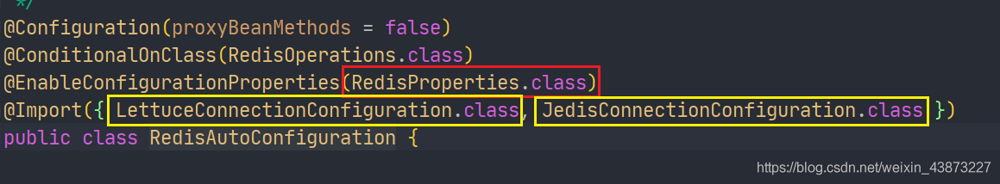 */
@Configuration(proxyBeanMethods = false)
@ConditionalOnClass(RedisOperations.class)
@EnableConfigurationProperties(RedisProperties.class)
@Import({ LettuceConnectionConfiguration.class, JedisConnectionConfiguration.class })
public class RedisAutoConfiguration {
https://blog.csdn.net/weixin_43873227